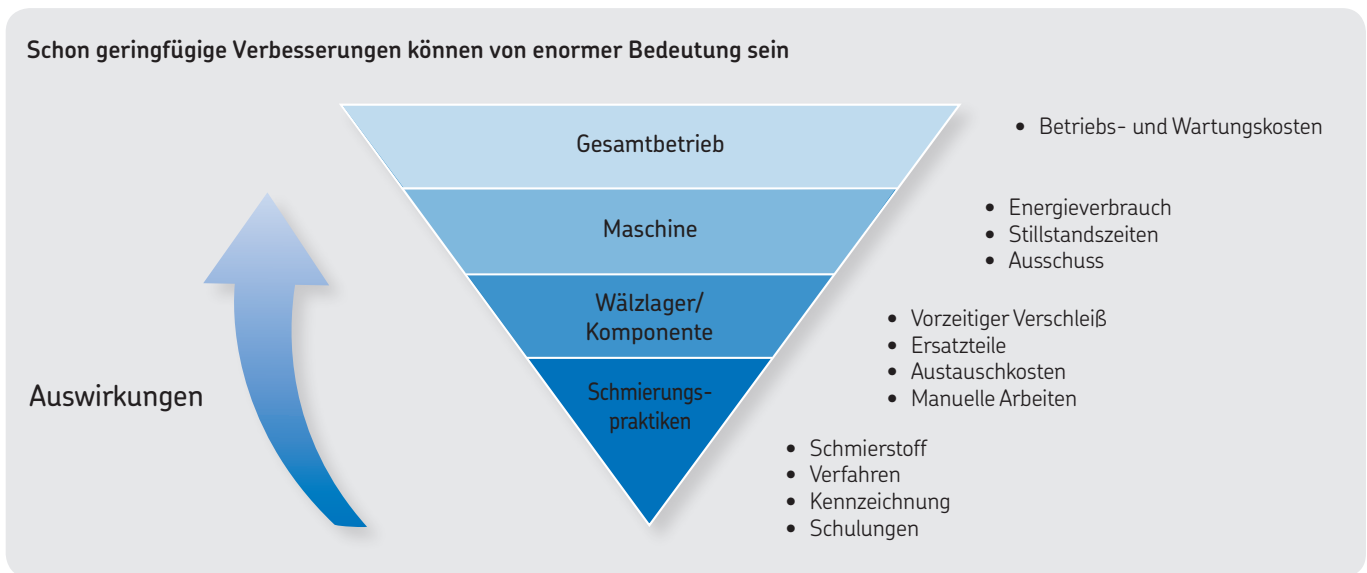 Schon geringfügige Verbesserungen können von enormer Bedeutung sein
Gesamtbetrieb
• Betriebs- und Wartungskosten
Maschine
• Energieverbrauch
• Stillstandszeiten
• Ausschuss
Wälzlager/
Komponente
• Vorzeitiger Verschleiß
• Ersatzteile
• Austauschkosten
• Manuelle Arbeiten
Auswirkungen
Schmierungs-
praktiken
• Schmierstoff
• Verfahren
• Kennzeichnung
• Schulungen